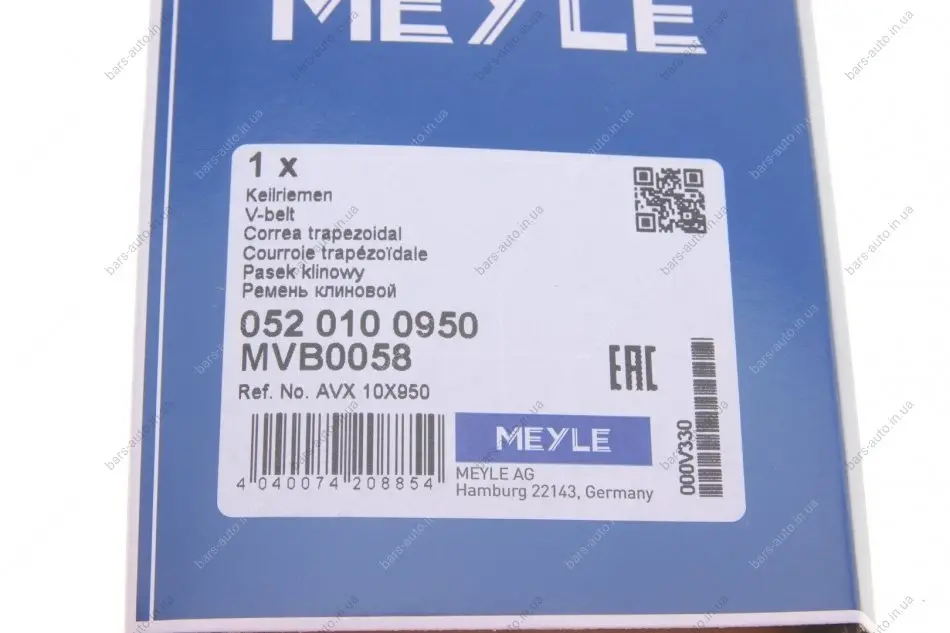 MEYLE
1 x
Keilriemen
V-belt
Correa trapezoidal
Courroie trapézoïdale
Pasek klinowy
Ремень клиновой
052 010 0950
MVB0058
Ref. No. AVX 10X950
EAC
000V330
4 040074 208854
MEYLE
MEYLE AG
Hamburg 22143, Germany
bars-auto.in.ua